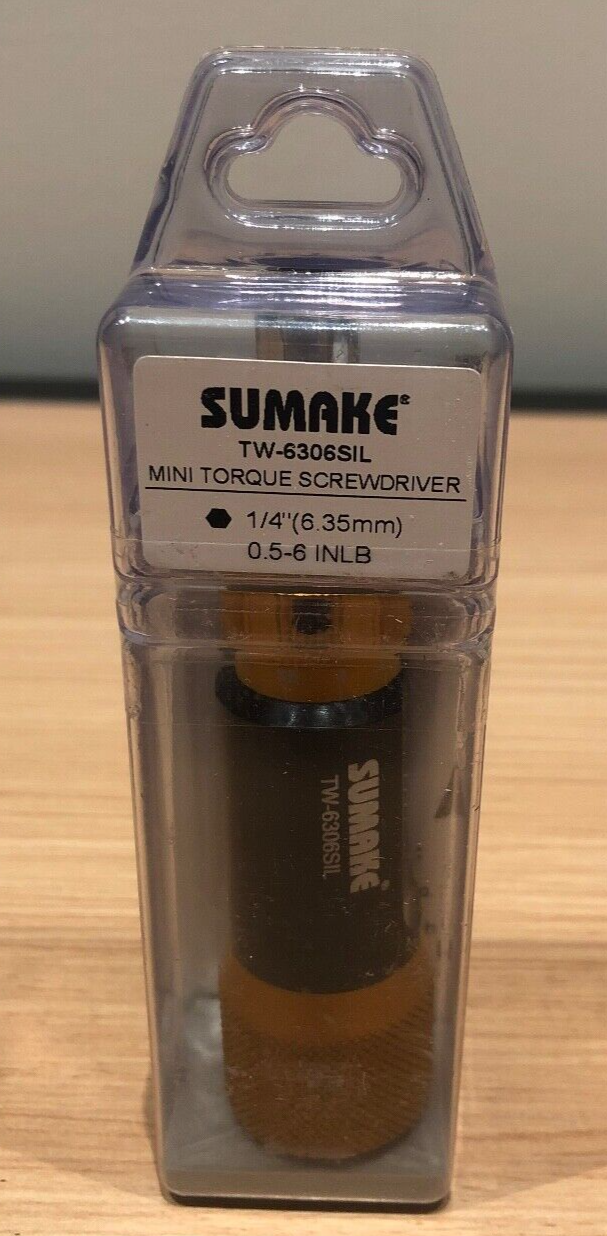 SUMAKE®
TW-6306SIL
MINI TORQUE SCREWDRIVER
1/4"(6.35mm)
0.5-6 INLB
SUMAKE
TW-6306SIL